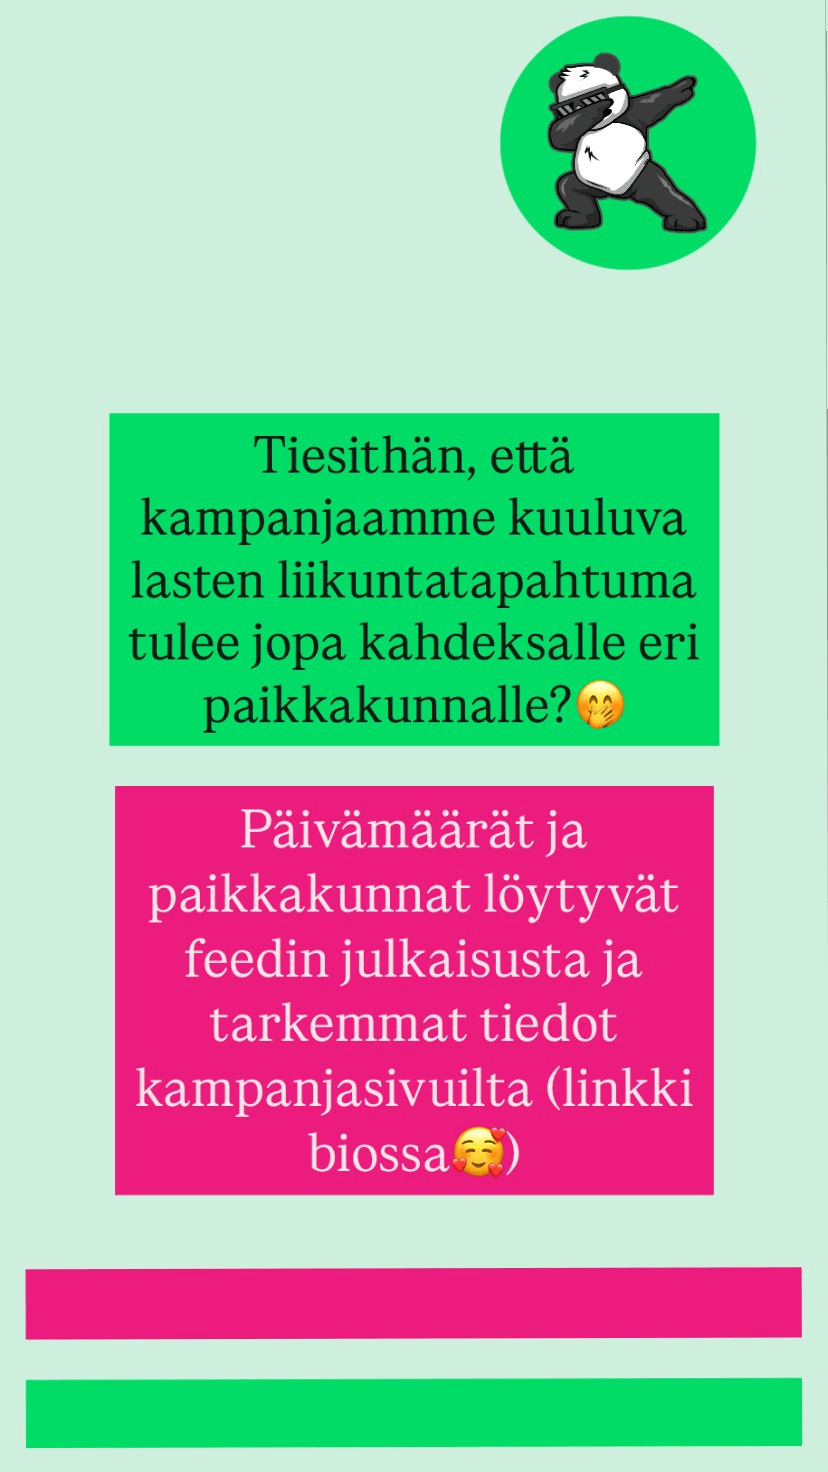 Tiesithän, että
kampanjaamme kuuluva
lasten liikuntatapahtuma
tulee jopa kahdeksalle eri
paikkakunnalle?🤭
Päivämäärät ja
paikkakunnat löytyvät
feedin julkaisusta ja
tarkemmat tiedot
kampanjasivuilta (linkki
biossa🥰)